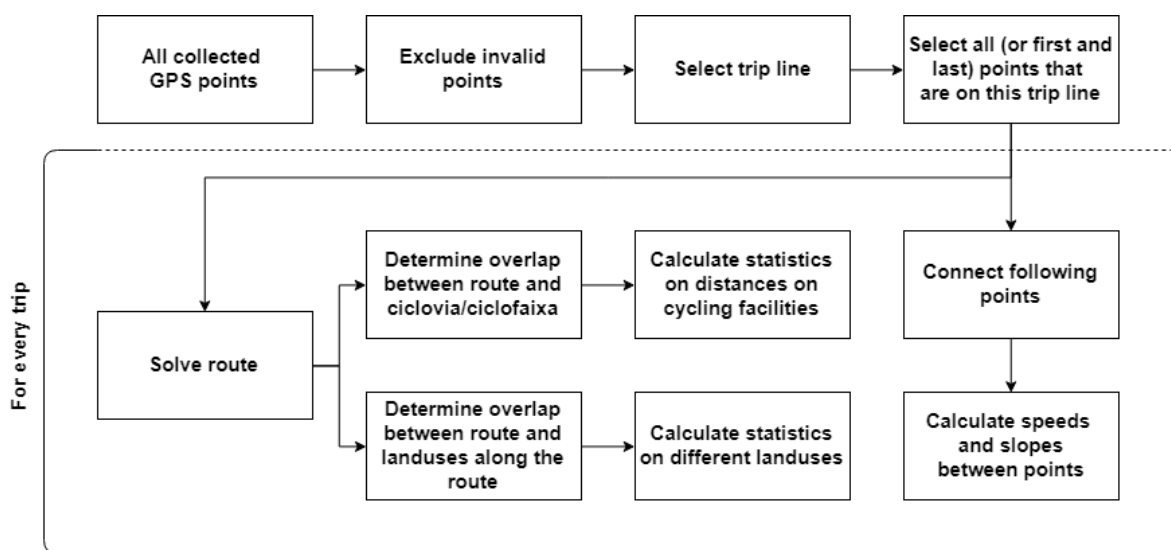 All collected
GPS points
Exclude invalid
points
Select trip line
Select all (or first and
last) points that
are on this trip line
For every trip
Solve route
Determine overlap
between route and
ciclovia/ciclofaixa
Calculate statistics
on distances on
cycling facilities
Connect following
points
Determine overlap
between route and
landuses along the
route
Calculate statistics
on different landuses
Calculate speeds
and slopes
between points